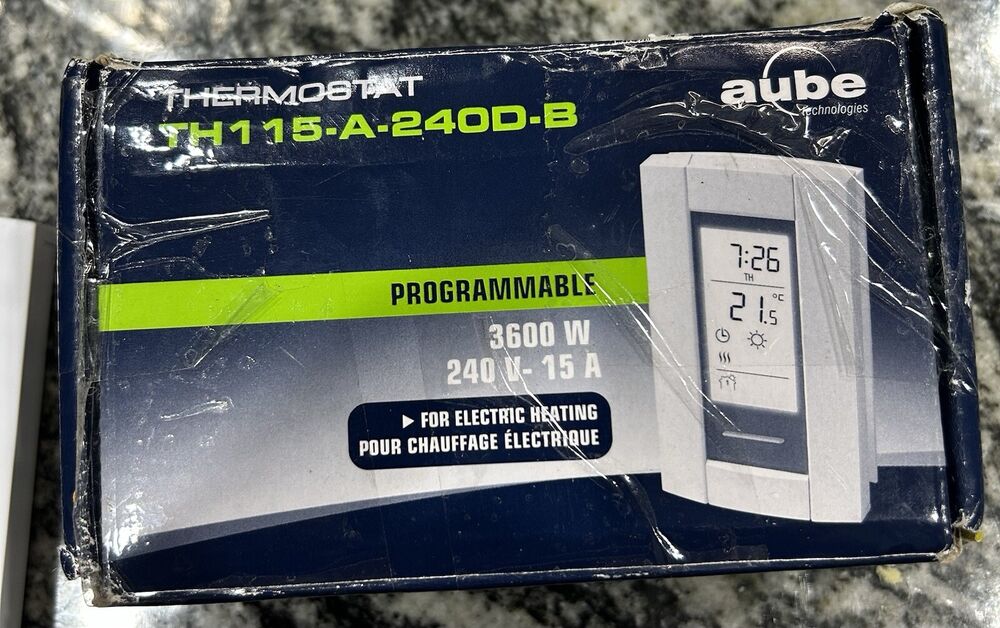 THERMOSTAT
TH115-A-240D-B
aube
Technologies
PROGRAMMABLE
3600 W
240 V- 15 A
FOR ELECTRIC HEATING
POUR CHAUFFAGE ÉLECTRIQUE
7:26
TH
21.5 °C